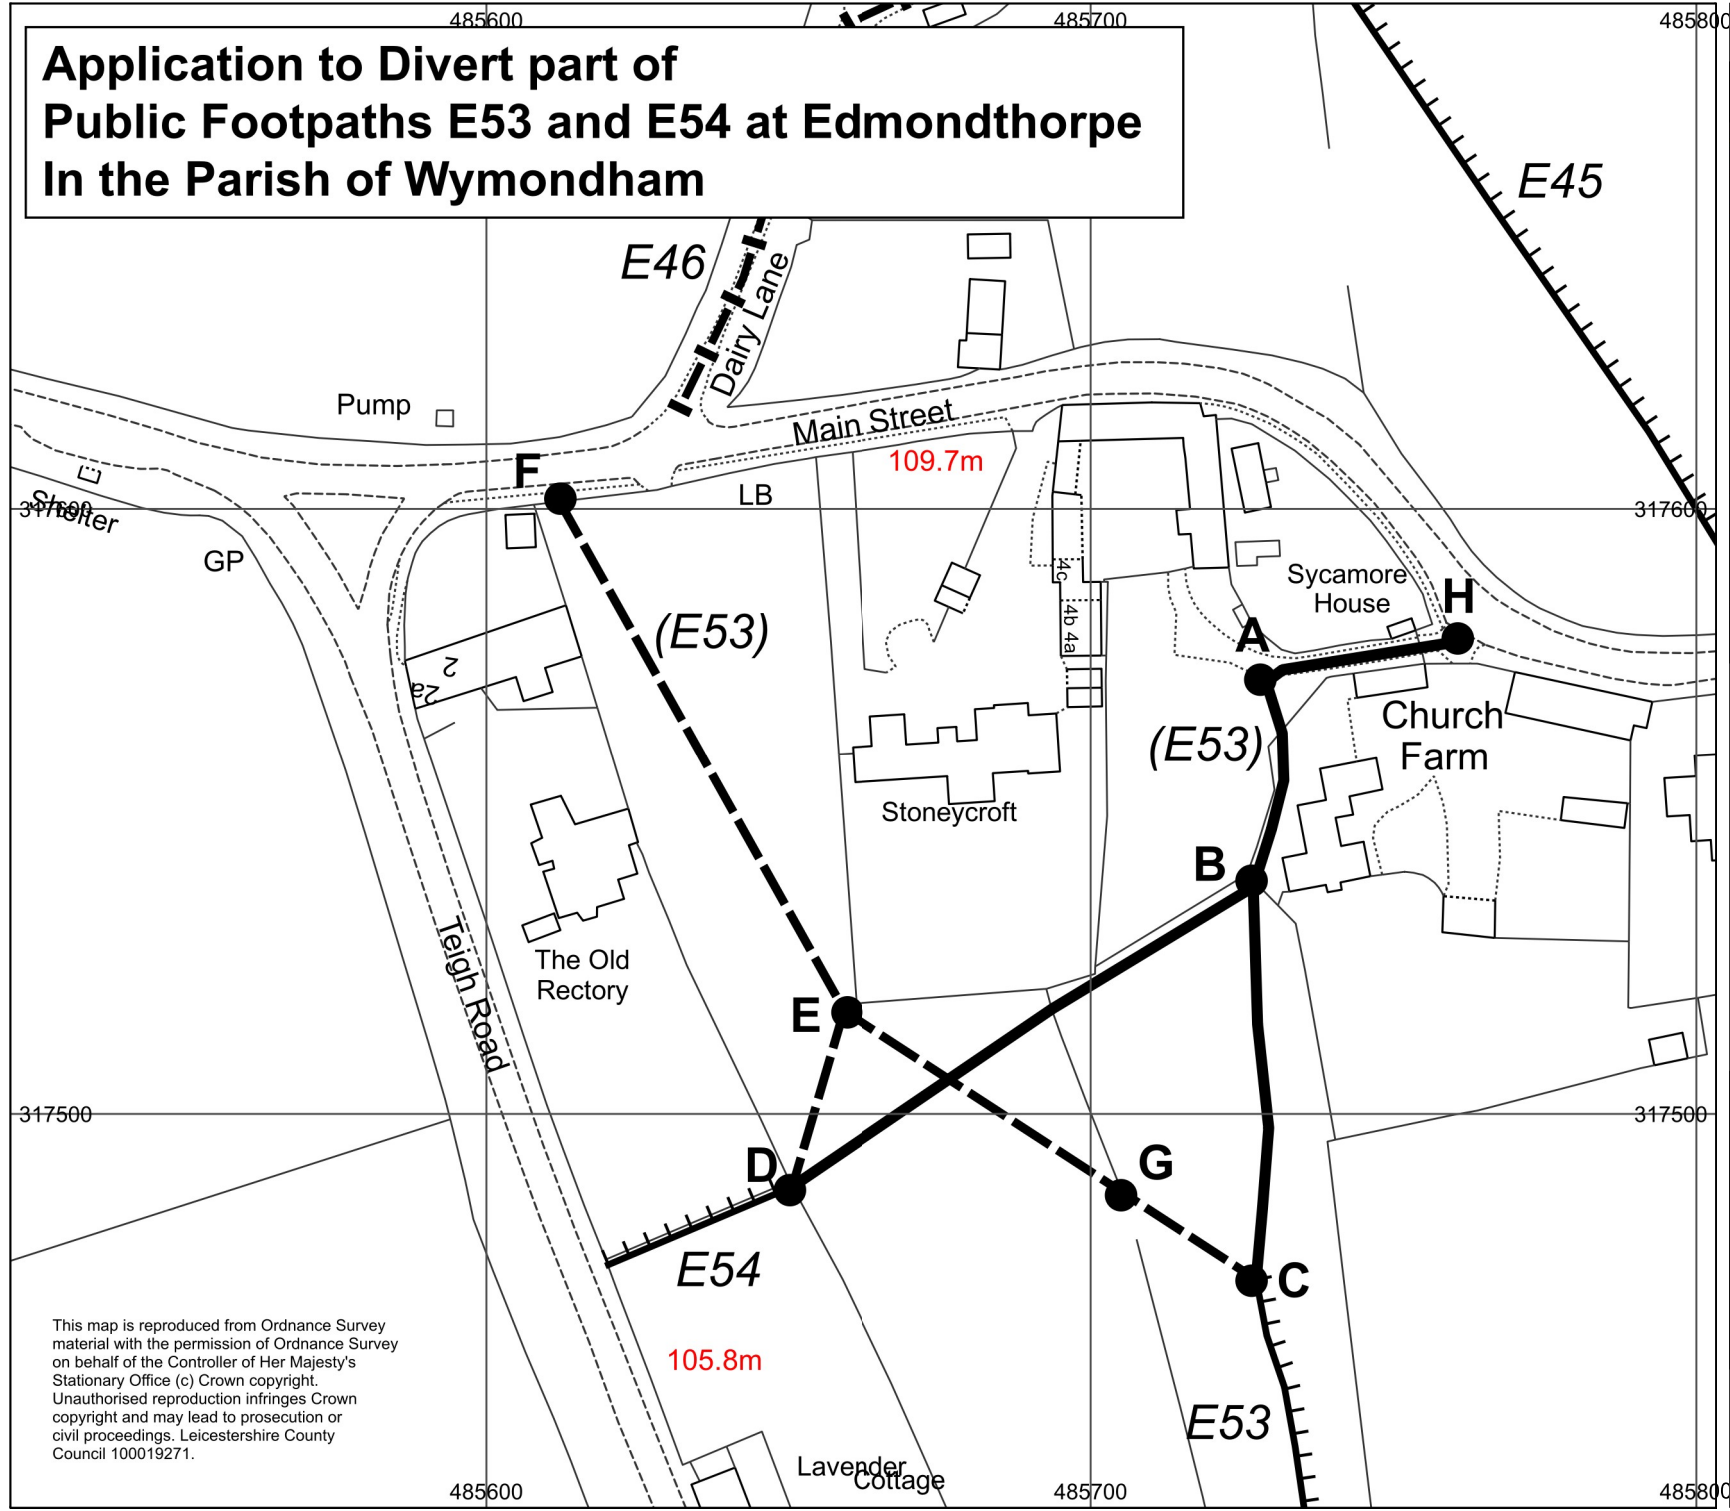 485600
485700
485800
Application to Divert part of
Public Footpaths E53 and E54 at Edmondthorpe
In the Parish of Wymondham
E45
E46
Dairy Lane
Pump
Main Street
109.7m
F
LB
Shelter
317600
317600
GP
4c
4b 4a
Sycamore
House
H
(E53)
A
2
2a
(E53)
Church
Farm
Stoneycroft
B
Teigh Road
The Old
Rectory
E
317500
317500
D
G
E54
C
This map is reproduced from Ordnance Survey
material with the permission of Ordnance Survey
on behalf of the Controller of Her Majesty's
Stationary Office (c) Crown copyright.
Unauthorised reproduction infringes Crown
copyright and may lead to prosecution or
civil proceedings. Leicestershire County
Council 100019271.
105.8m
E53
Lavender
Cottage
485600
485700
485800